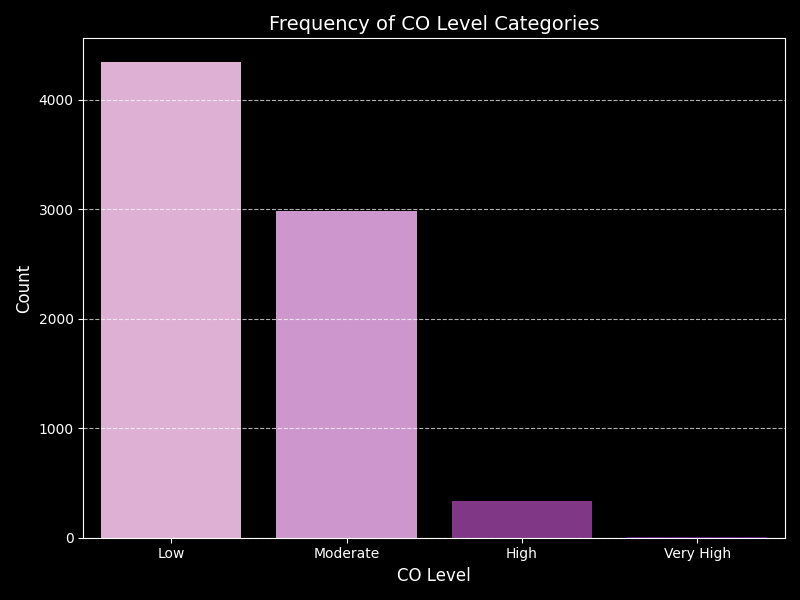 Frequency of CO Level Categories
4000
3000
2000
1000
0
Count
Low Moderate High Very High
CO Level